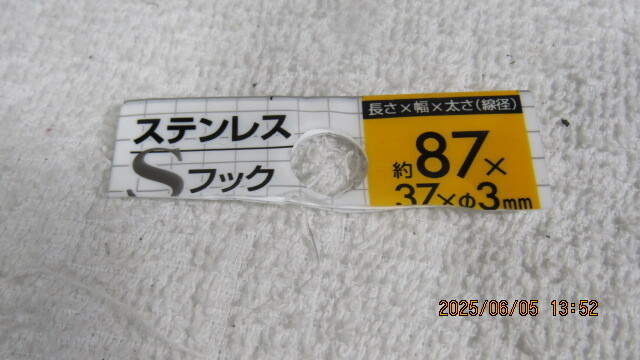 ステンレス
Sフック
長さ×幅×太さ(線径)
約87×
37×Φ3mm
2025/06/05 13:52